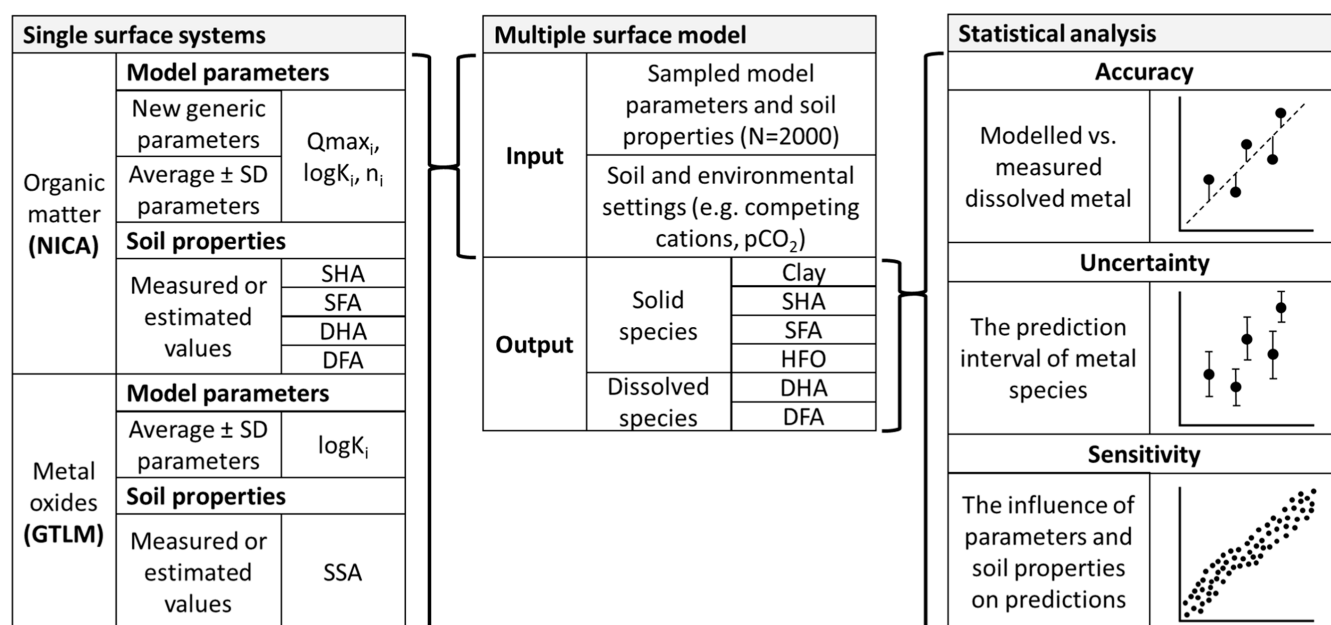 Single surface systems
Organic
matter
(NICA)
Model parameters
New generic
parameters
Average ± SD
parameters
Qmaxᵢ,
logKᵢ, nᵢ
Soil properties
Measured or
estimated
values
SHA
SFA
DHA
DFA
Metal
oxides
(GTLM)
Model parameters
Average ± SD
parameters
logKᵢ
Soil properties
Measured or
estimated
values
SSA
Multiple surface model
Input
Sampled model
parameters and soil
properties (N=2000)
Soil and environmental
settings (e.g. competing
cations, pCO₂)
Output
Solid
species
Clay
SHA
SFA
HFO
Dissolved
species
DHA
DFA
Statistical analysis
Accuracy
Modelled vs.
measured
dissolved metal
Uncertainty
The prediction
interval of metal
species
Sensitivity
The influence of
parameters and
soil properties
on predictions